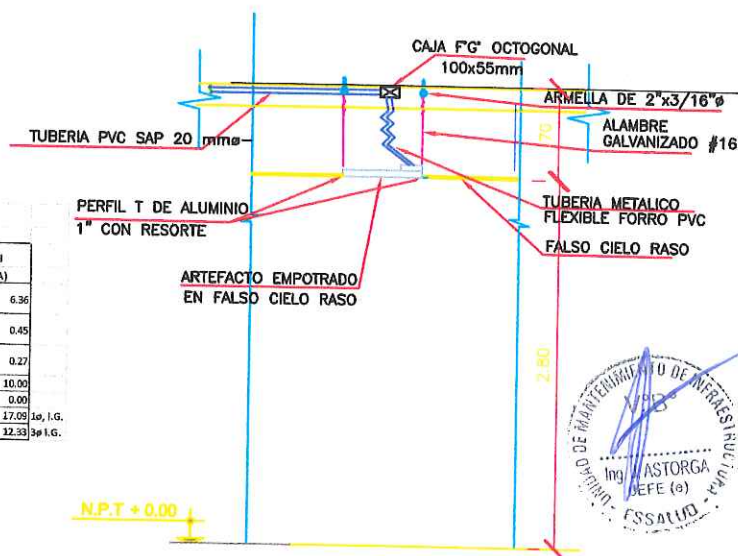 CAJA F°G° OCTOGONAL
100x55mm
ARMELLA DE 2"x3/16"ø
TUBERIA PVC SAP 20 mmø
ALAMBRE
GALVANIZADO #16
.70
PERFIL T DE ALUMINIO
1" CON RESORTE
TUBERIA METALICO
FLEXIBLE FORRO PVC
FALSO CIELO RASO
ARTEFACTO EMPOTRADO
EN FALSO CIELO RASO
I
A)
6.36
0.45
0.27
10.00
0.00
17.09 1ø, I.G.
12.33 3ø I.G.
2.80
N.P.T + 0.00
UNIDAD DE MANTENIMIENTO DE INFRAESTRUCTURA
V°B°
Ing. ASTORGA
JEFE (e)
ESSALUD